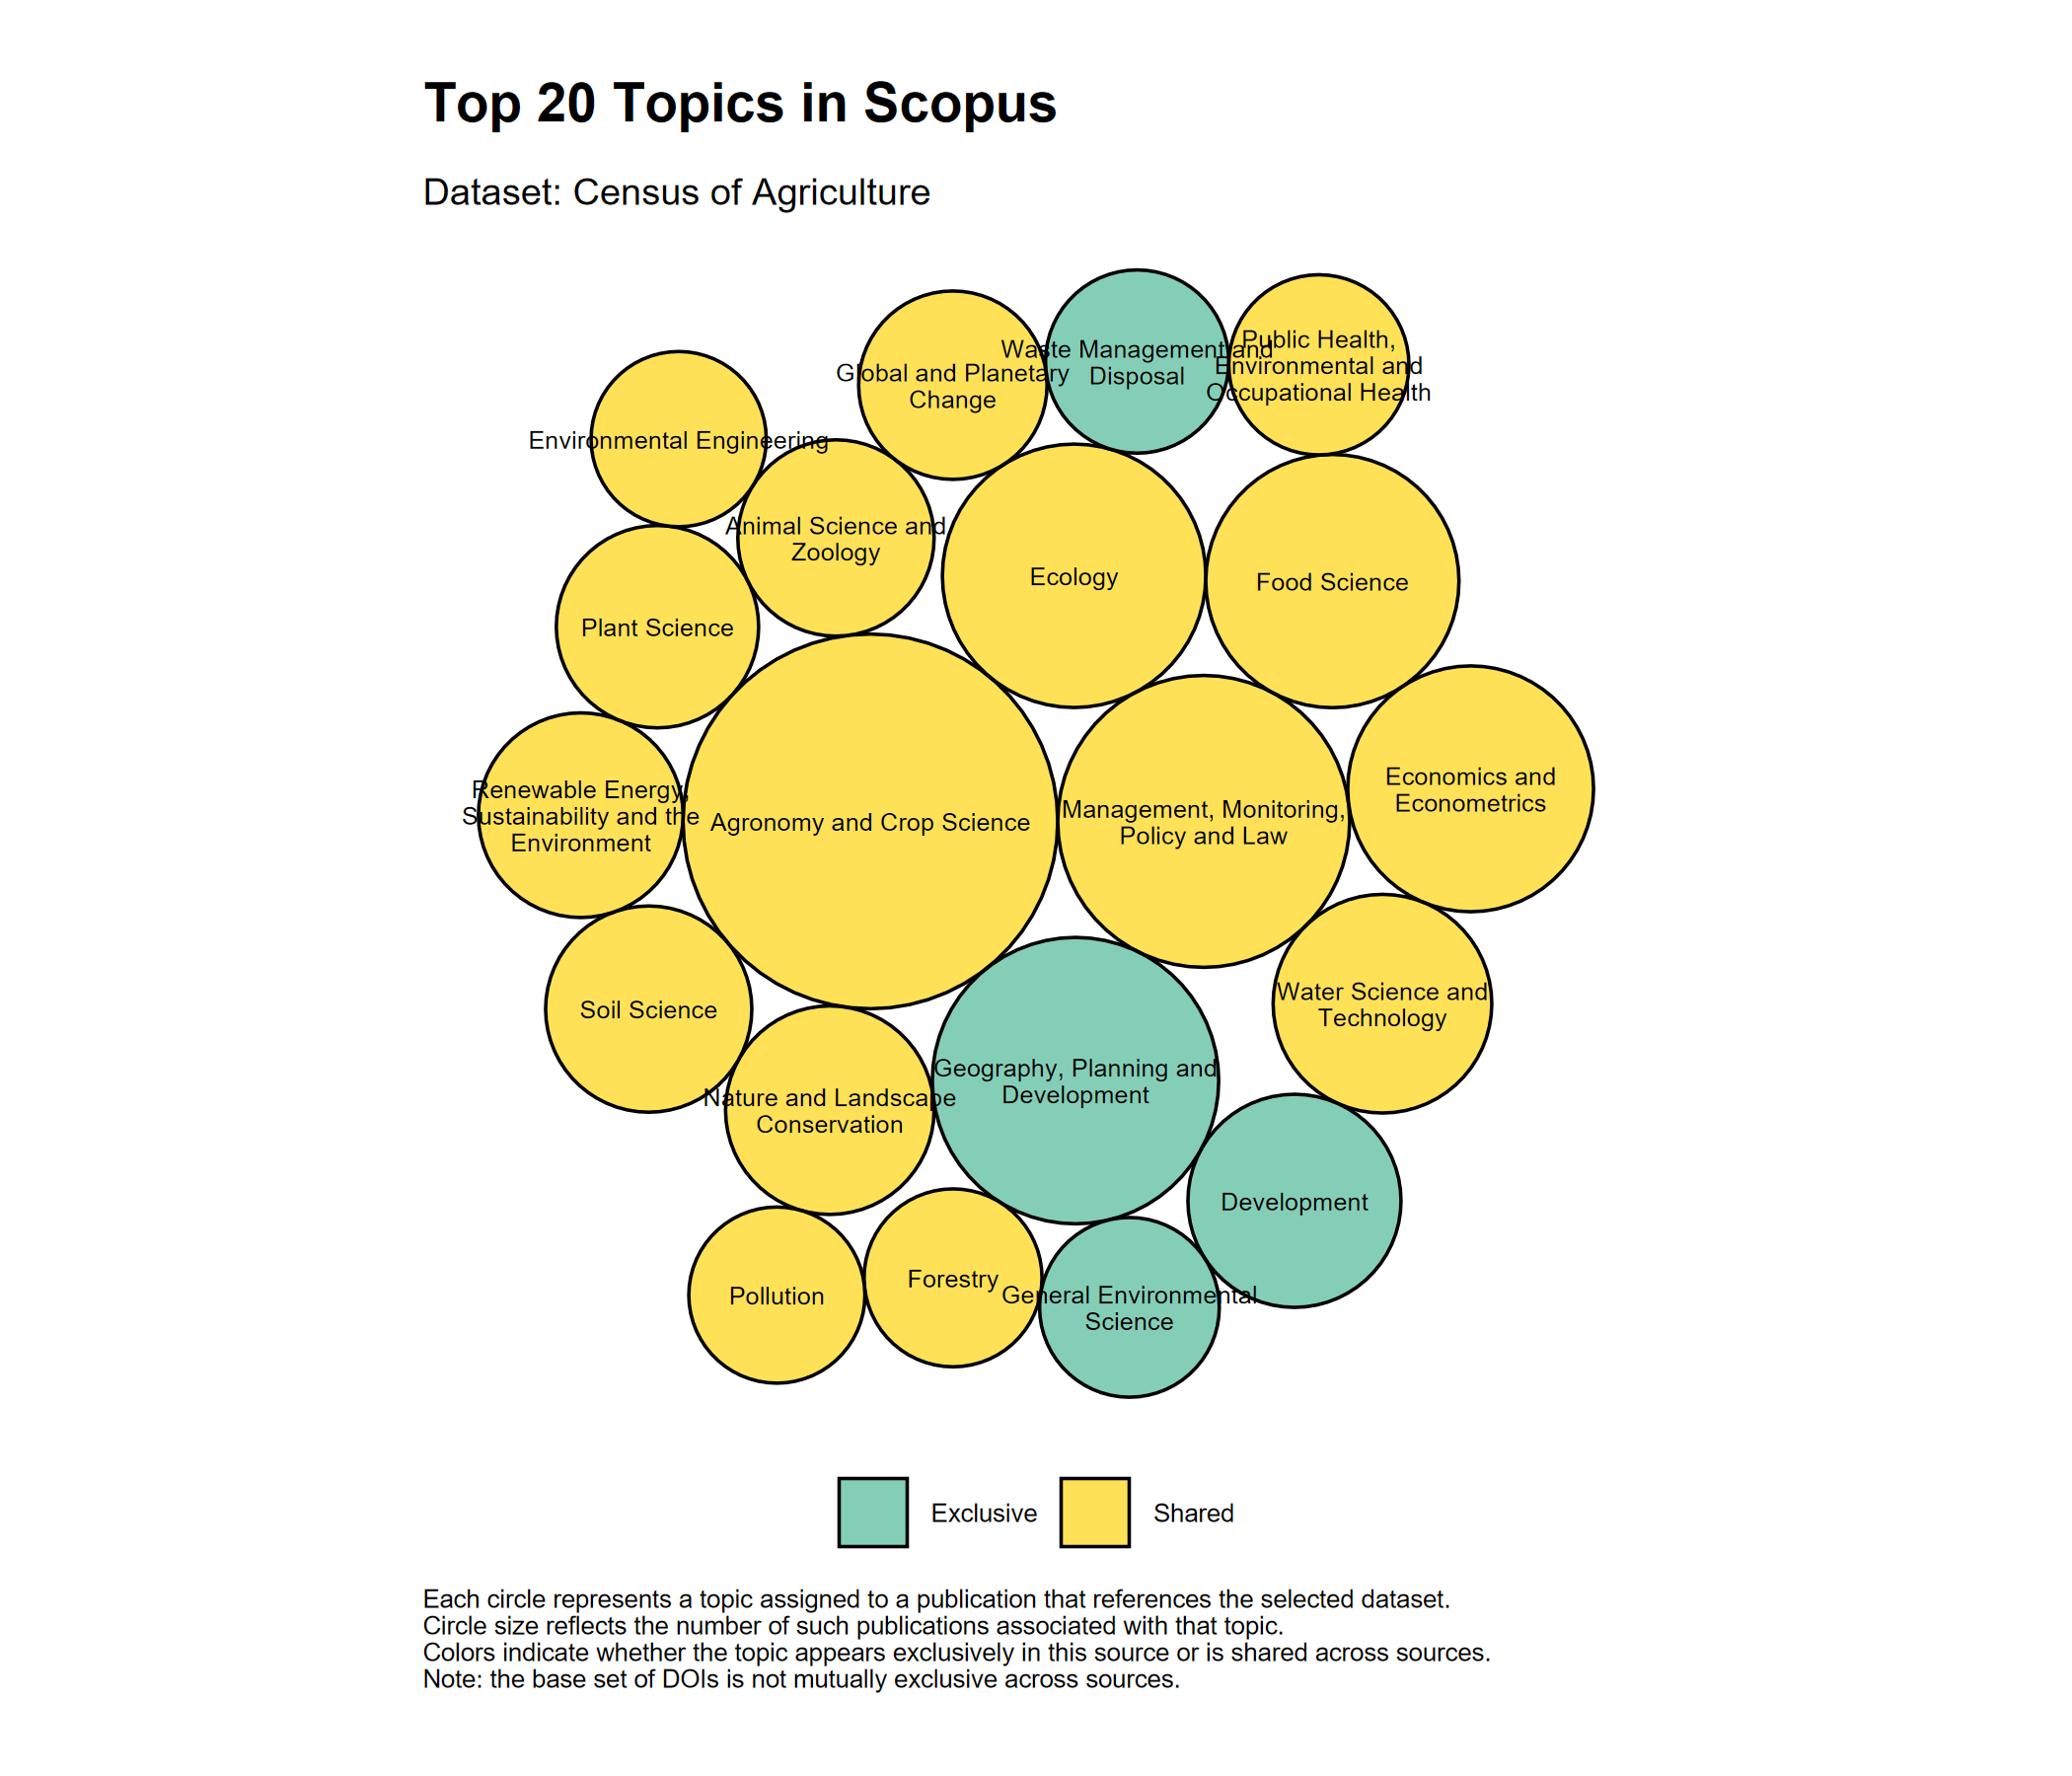 Top 20 Topics in Scopus
Dataset: Census of Agriculture
Waste Management and
Disposal
Public Health,
Environmental and
Occupational Health
Global and Planetary
Change
Environmental Engineering
Animal Science and
Zoology
Ecology
Food Science
Plant Science
Economics and
Econometrics
Renewable Energy,
Sustainability and the
Environment
Agronomy and Crop Science
Management, Monitoring,
Policy and Law
Soil Science
Water Science and
Technology
Nature and Landscape
Conservation
Geography, Planning and
Development
Development
Pollution
Forestry
General Environmental
Science
Exclusive
Shared
Each circle represents a topic assigned to a publication that references the selected dataset.
Circle size reflects the number of such publications associated with that topic.
Colors indicate whether the topic appears exclusively in this source or is shared across sources.
Note: the base set of DOIs is not mutually exclusive across sources.